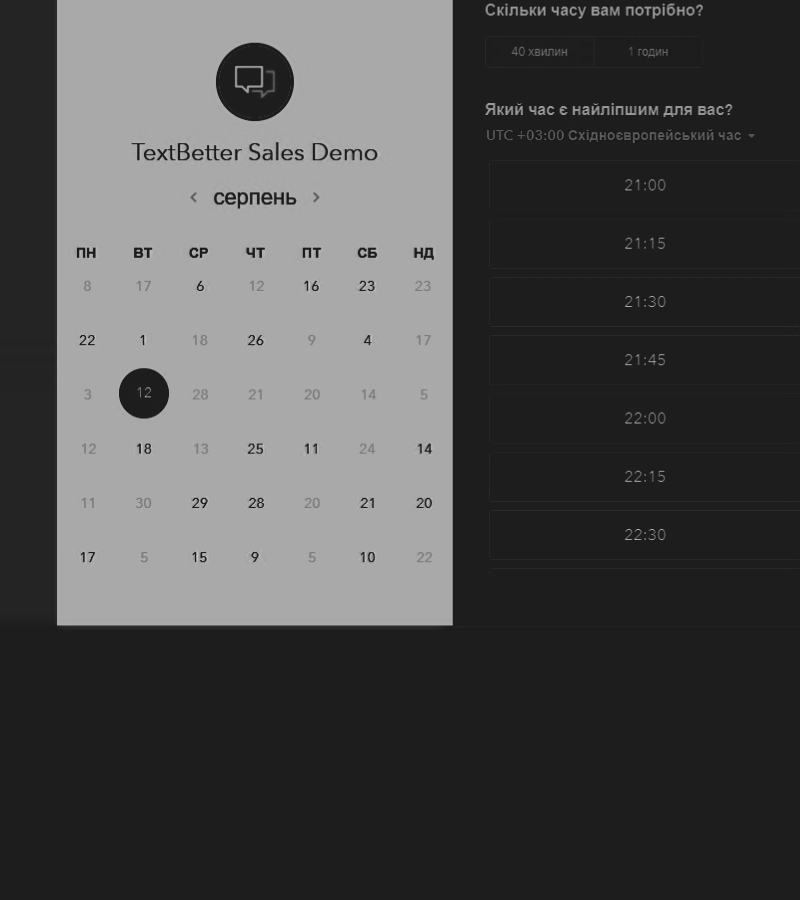 TextBetter Sales Demo
серпень
ПН ВТ СР ЧТ ПТ СБ НД
8 17 6 12 16 23 23
22 1 18 26 9 4 17
3 12 28 21 20 14 5
12 18 13 25 11 24 14
11 30 29 28 20 21 20
17 5 15 9 5 10 22
Скільки часу вам потрібно?
40 хвилин 1 годин
Який час є найліпшим для вас?
UTC +03:00 Східноєвропейський час
21:00
21:15
21:30
21:45
22:00
22:15
22:30